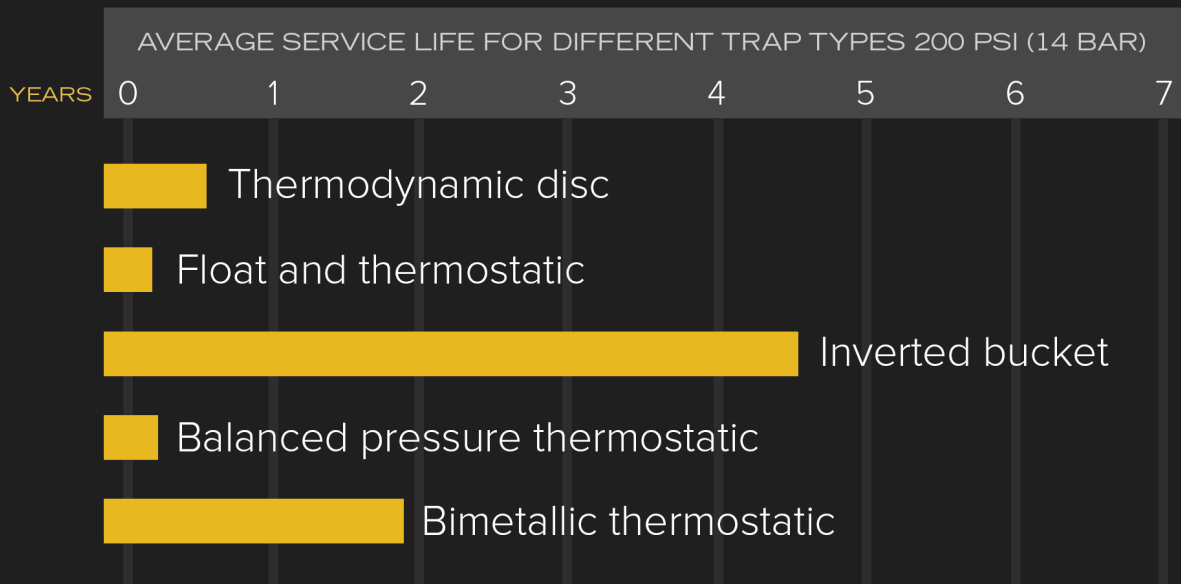 AVERAGE SERVICE LIFE FOR DIFFERENT TRAP TYPES 200 PSI (14 BAR)
YEARS 0 1 2 3 4 5 6 7
Thermodynamic disc
Float and thermostatic
Inverted bucket
Balanced pressure thermostatic
Bimetallic thermostatic